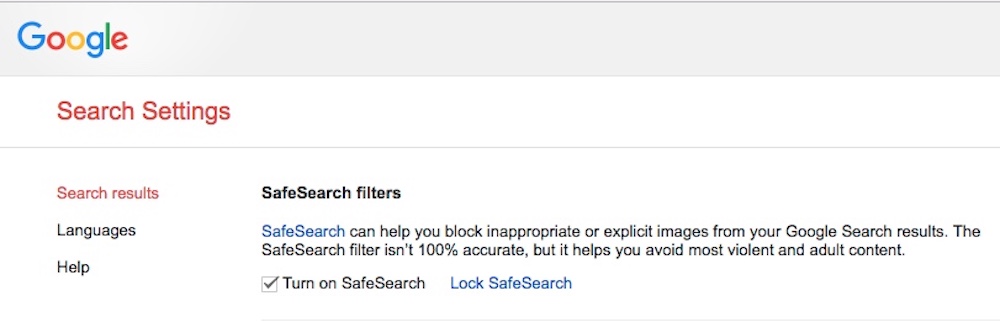 Google
Search Settings
Search results
Languages
Help
SafeSearch filters
SafeSearch can help you block inappropriate or explicit images from your Google Search results. The
SafeSearch filter isn't 100% accurate, but it helps you avoid most violent and adult content.
Turn on SafeSearch Lock SafeSearch